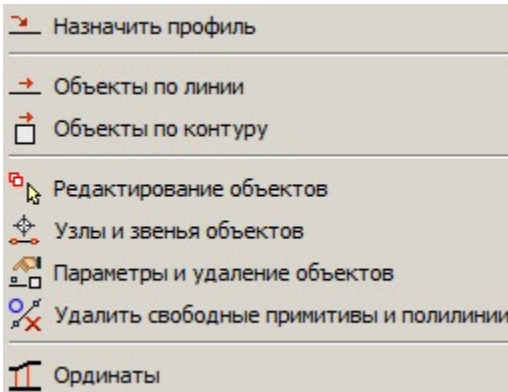 Назначить профиль
Объекты по линии
Объекты по контуру
Редактирование объектов
Узлы и звенья объектов
Параметры и удаление объектов
Удалить свободные примитивы и полилинии
Ординаты